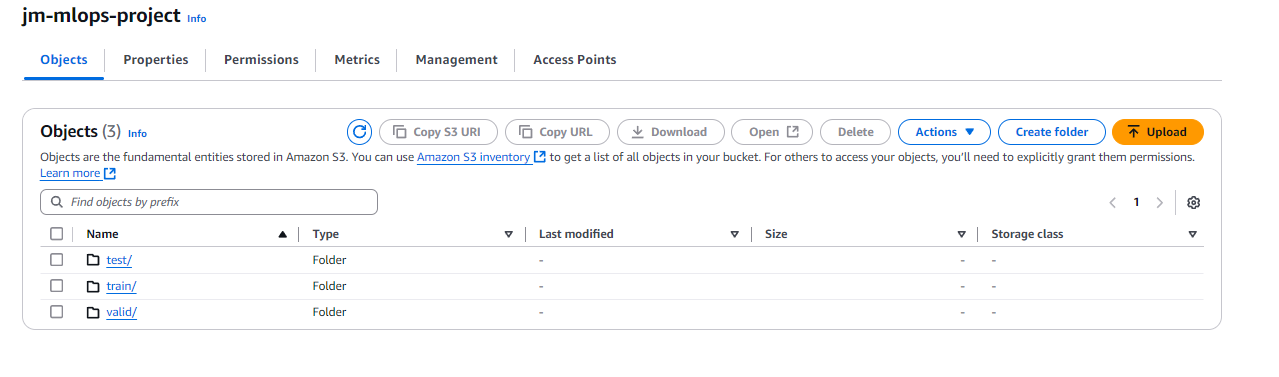 jm-mlops-project Info
Objects Properties Permissions Metrics Management Access Points
Objects (3) Info Copy S3 URI Copy URL Download Open Delete Actions Create folder Upload
Objects are the fundamental entities stored in Amazon S3. You can use Amazon S3 inventory to get a list of all objects in your bucket. For others to access your objects, you’ll need to explicitly grant them permissions.
Learn more
Find objects by prefix 1
Name Type Last modified Size Storage class
test/ Folder - - -
train/ Folder - - -
valid/ Folder - - -